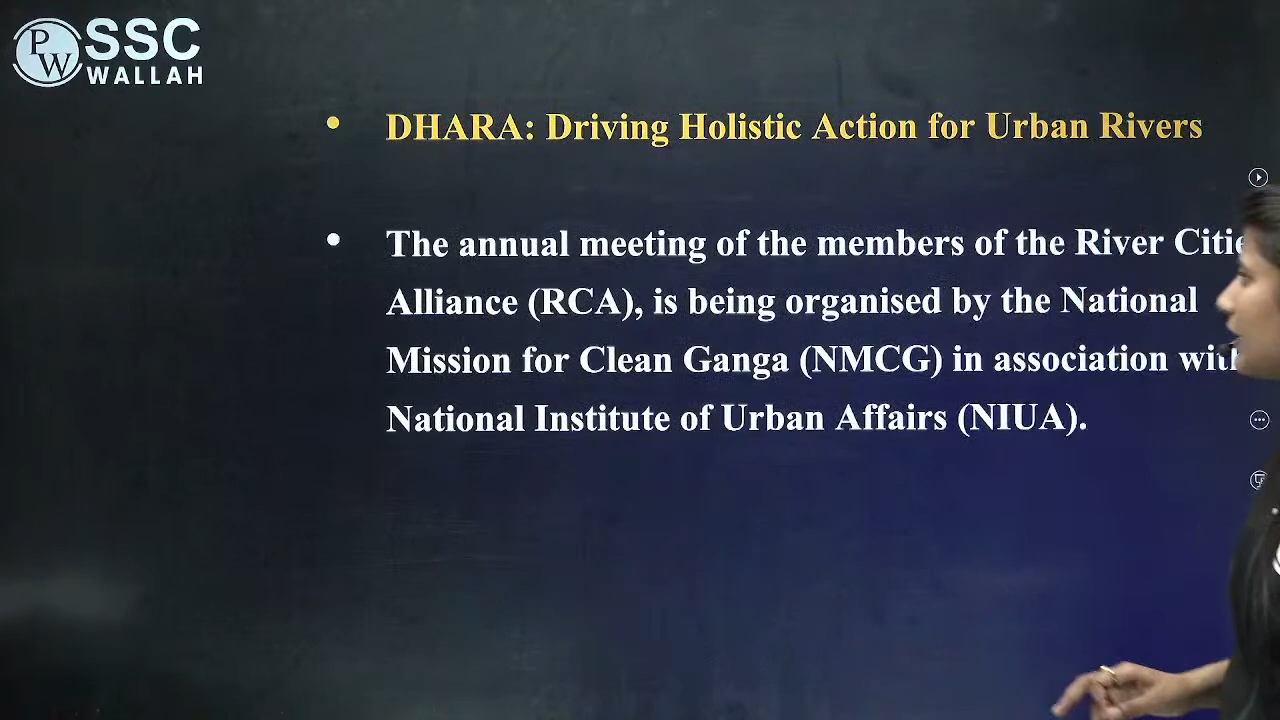 PW SSC
WALLAH
• DHARA: Driving Holistic Action for Urban Rivers
• The annual meeting of the members of the River
Alliance (RCA), is being organised by the National
Mission for Clean Ganga (NMCG) in association
National Institute of Urban Affairs (NIUA).